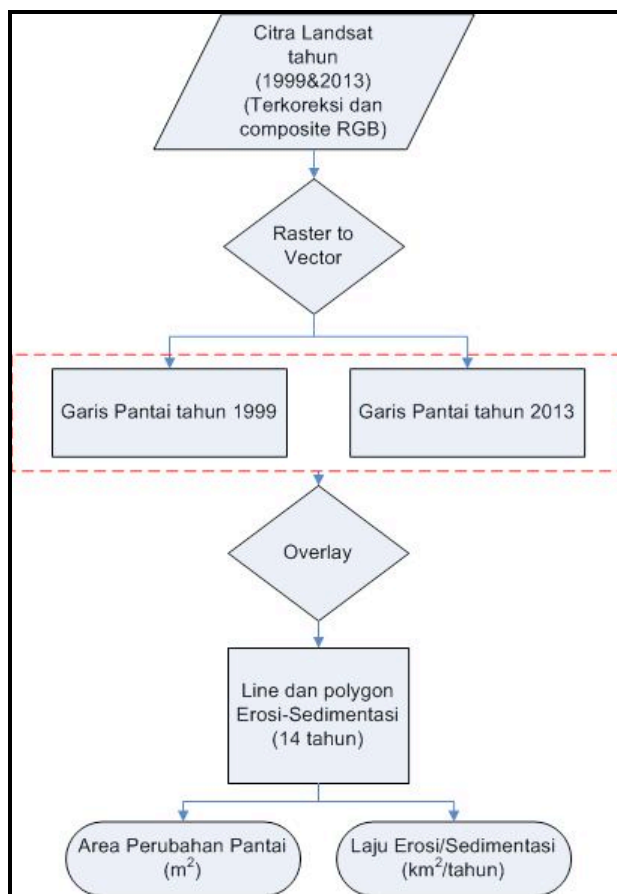 Citra Landsat
tahun
(1999&2013)
(Terkoreksi dan
composite RGB)
Raster to
Vector
Garis Pantai tahun 1999
Garis Pantai tahun 2013
Overlay
Line dan polygon
Erosi-Sedimentasi
(14 tahun)
Area Perubahan Pantai
(m²)
Laju Erosi/Sedimentasi
(km²/tahun)